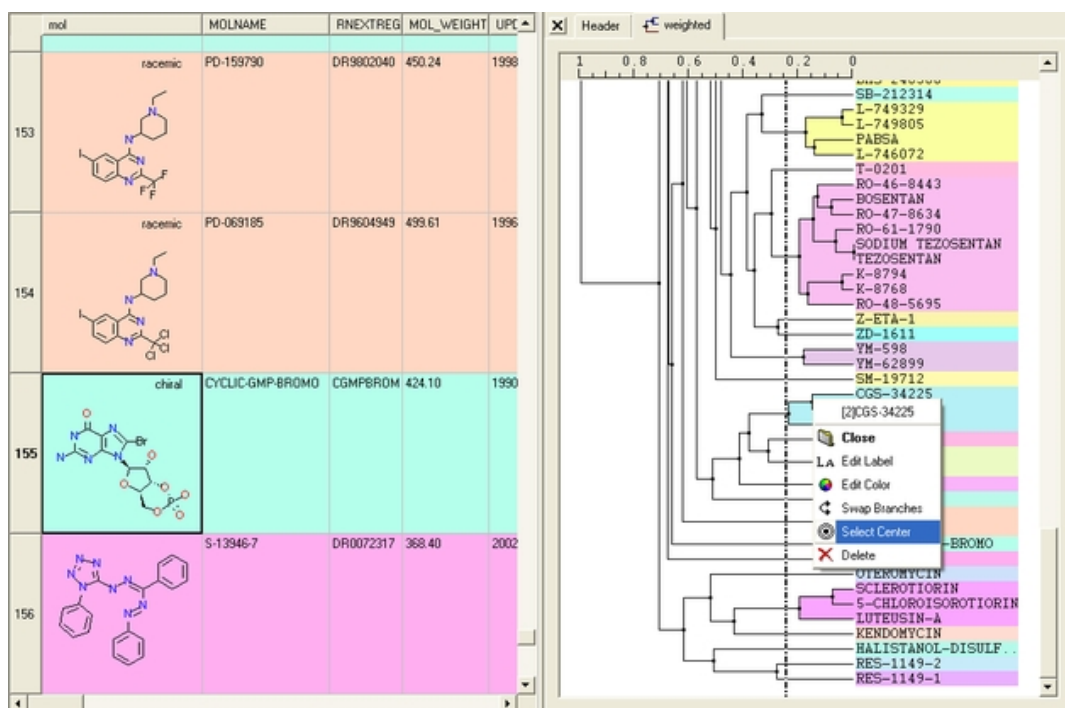 mol MOLNAME RNEXTREG MOL_WEIGHT UPD
153 racemic PD-159790 DR9802040 450.24 1998
I N N N N F F F
154 racemic PD-069185 DR9604949 499.61 1996
I N N N N Cl Cl Cl
155 chiral CYCLIC-GMP-BROMO CGMPBROM 424.10 1990
O N N N N N Br O O O O P O O
156 S-13946-7 DR0072317 368.40 2002
N N N N N N N N
Header weighted
1 0.8 0.6 0.4 0.2 0
SB-212314
L-749329
L-749805
PABSA
L-746072
T-0201
RO-46-8443
BOSENTAN
RO-47-8634
RO-61-1790
SODIUM TEZOSENTAN
TEZOSENTAN
K-8794
K-8768
RO-48-5695
Z-ETA-1
ZD-1611
YM-598
YM-62899
SM-19712
CGS-34225
[2]CGS-34225
Close
Edit Label
Edit Color
Swap Branches
Select Center
Delete
-BROMO
OTEROMYCIN
SCLEROTIORIN
5-CHLOROISOROTIORIN
LUTEUSIN-A
KENDOMYCIN
HALISTANOL-DISULF..
RES-1149-2
RES-1149-1